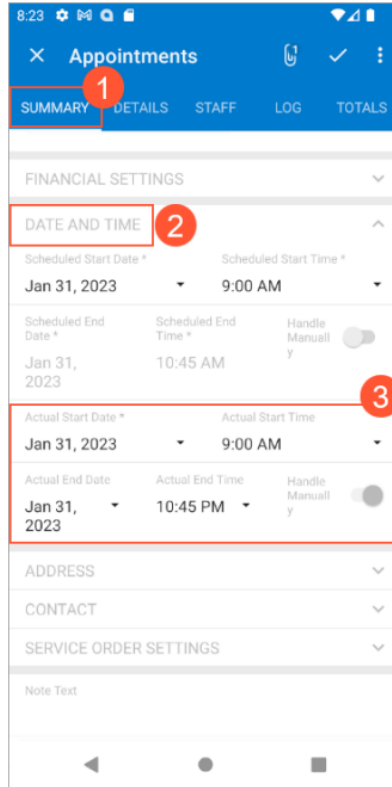 8:23
Appointments
1
SUMMARY DETAILS STAFF LOG TOTALS
FINANCIAL SETTINGS
DATE AND TIME 2
Scheduled Start Date * Scheduled Start Time *
Jan 31, 2023 9:00 AM
Scheduled End Scheduled End Handle
Date * Time * Manuall
y
Jan 31, 10:45 AM
2023
3
Actual Start Date * Actual Start Time
Jan 31, 2023 9:00 AM
Actual End Date Actual End Time Handle
Manuall
Jan 31, 10:45 PM y
2023
ADDRESS
CONTACT
SERVICE ORDER SETTINGS
Note Text